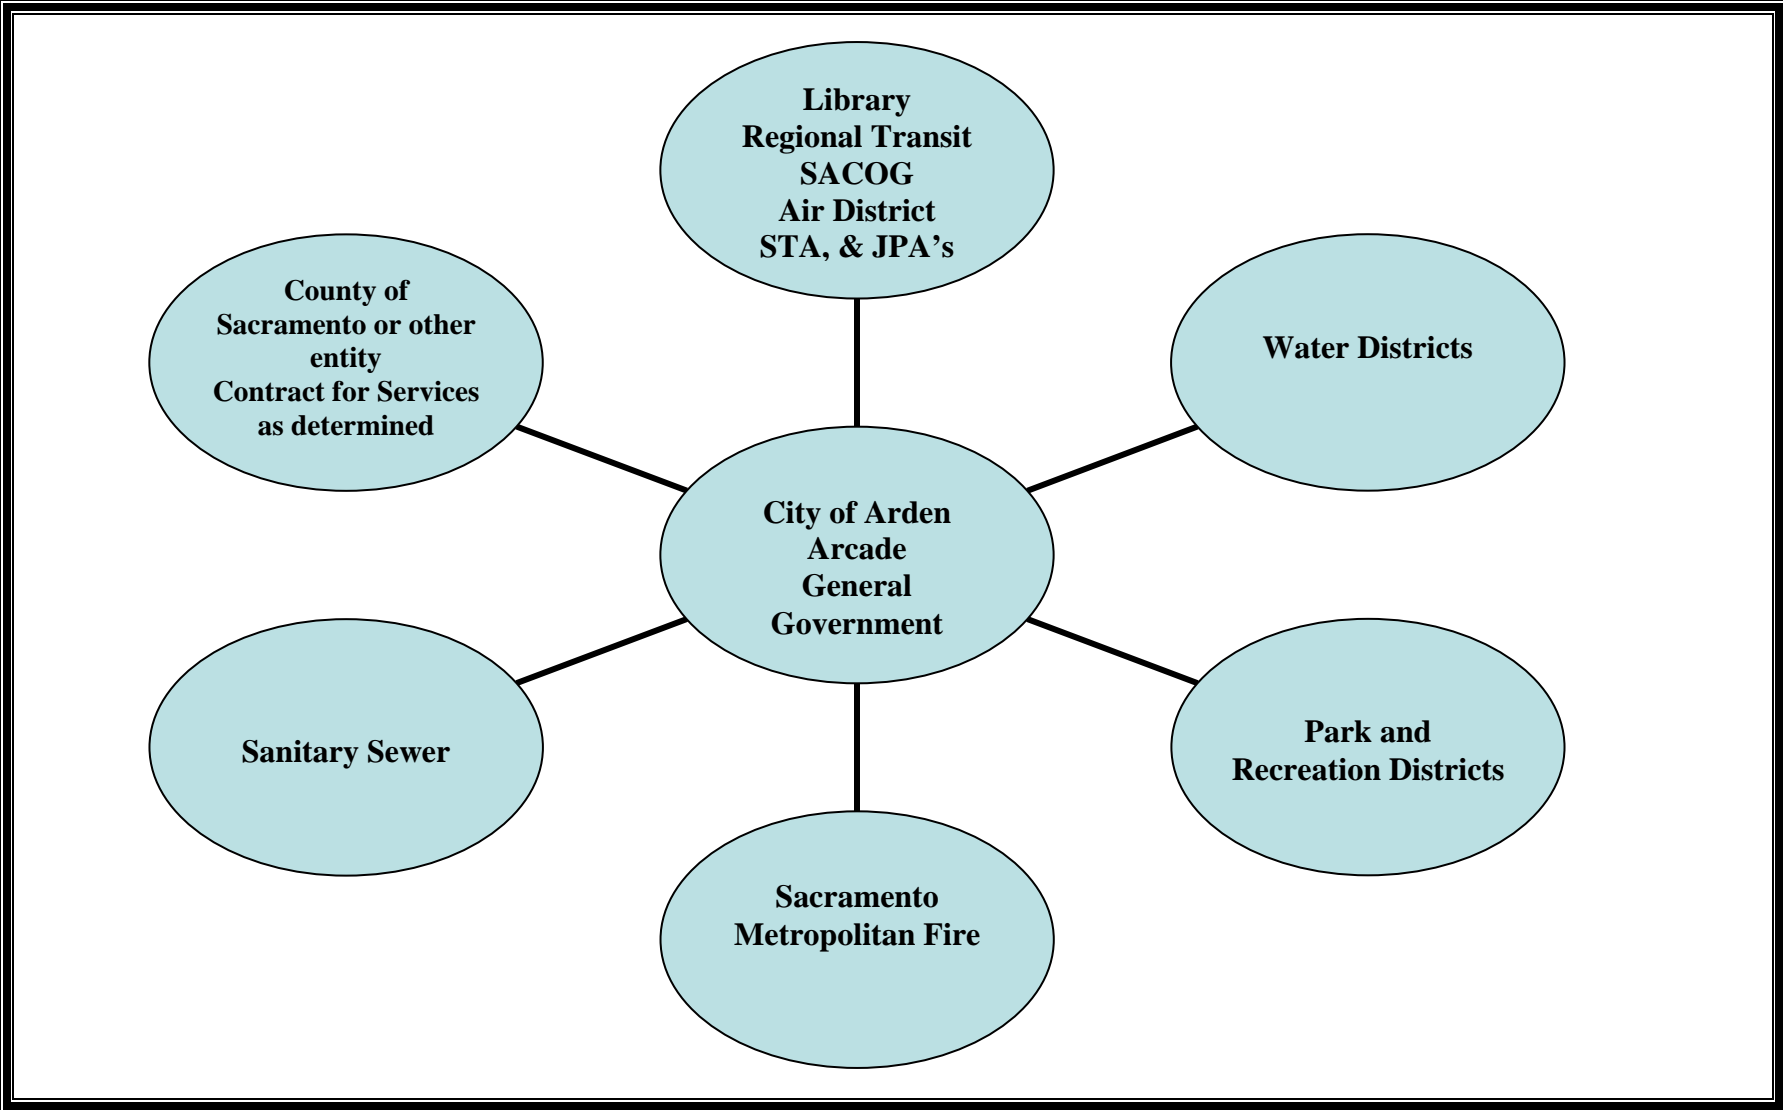 Library
Regional Transit
SACOG
Air District
STA, & JPA’s
County of
Sacramento or other
entity
Contract for Services
as determined
Water Districts
City of Arden
Arcade
General
Government
Sanitary Sewer
Park and
Recreation Districts
Sacramento
Metropolitan Fire